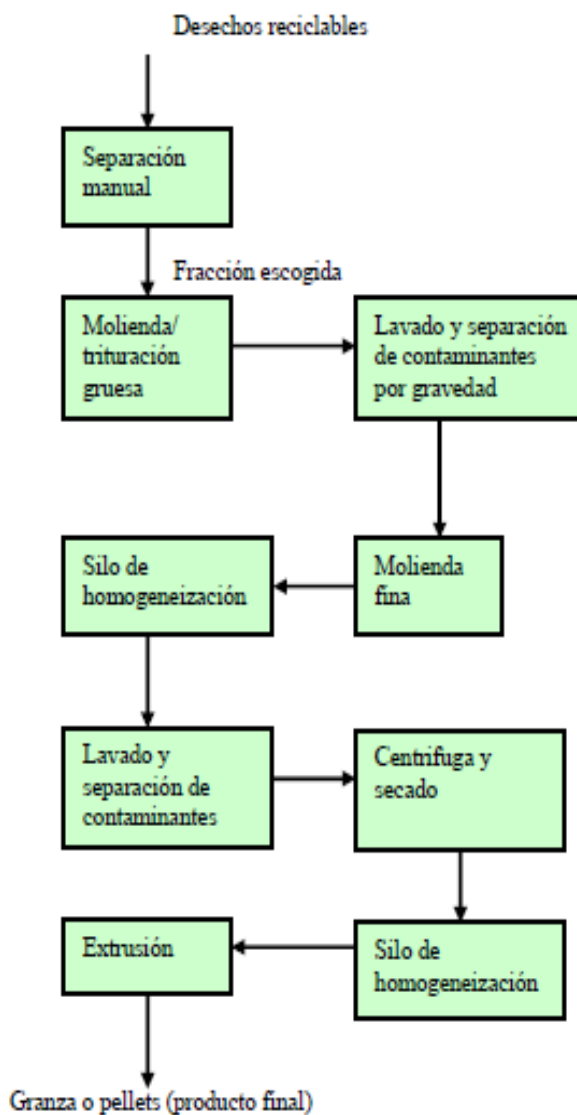 Desechos reciclables
Separación
manual
Fracción escogida
Molienda/
trituración
gruesa
Lavado y separación
de contaminantes
por gravedad
Molienda
fina
Silo de
homogeneización
Lavado y
separación de
contaminantes
Centrifuga y
secado
Silo de
homogeneización
Extrusión
Granza o pellets (producto final)